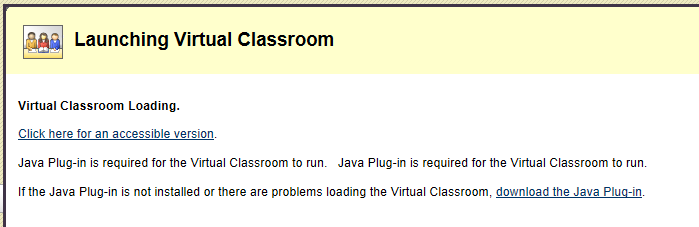 Launching Virtual Classroom
Virtual Classroom Loading.
Click here for an accessible version.
Java Plug-in is required for the Virtual Classroom to run. Java Plug-in is required for the Virtual Classroom to run.
If the Java Plug-in is not installed or there are problems loading the Virtual Classroom, download the Java Plug-in.